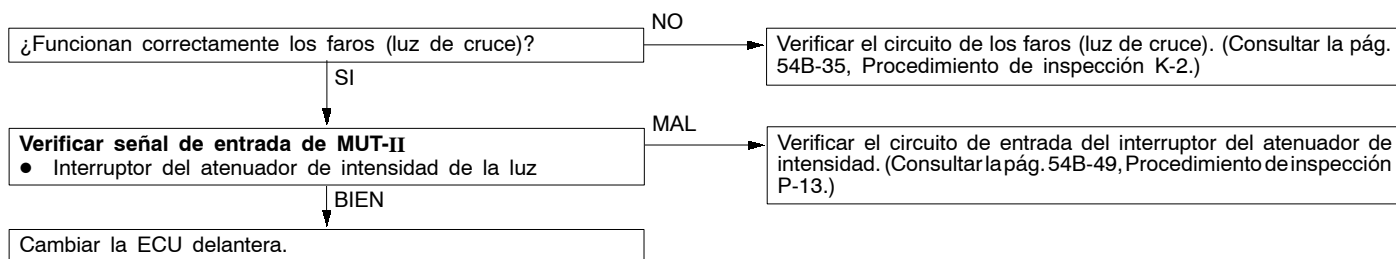 NO
¿Funcionan correctamente los faros (luz de cruce)?
Verificar el circuito de los faros (luz de cruce). (Consultar la pág.
54B-35, Procedimiento de inspección K-2.)
SI
Verificar señal de entrada de MUT-II
● Interruptor del atenuador de intensidad de la luz
MAL
Verificar el circuito de entrada del interruptor del atenuador de
intensidad. (Consultar la pág. 54B-49, Procedimiento de inspección
P-13.)
BIEN
Cambiar la ECU delantera.